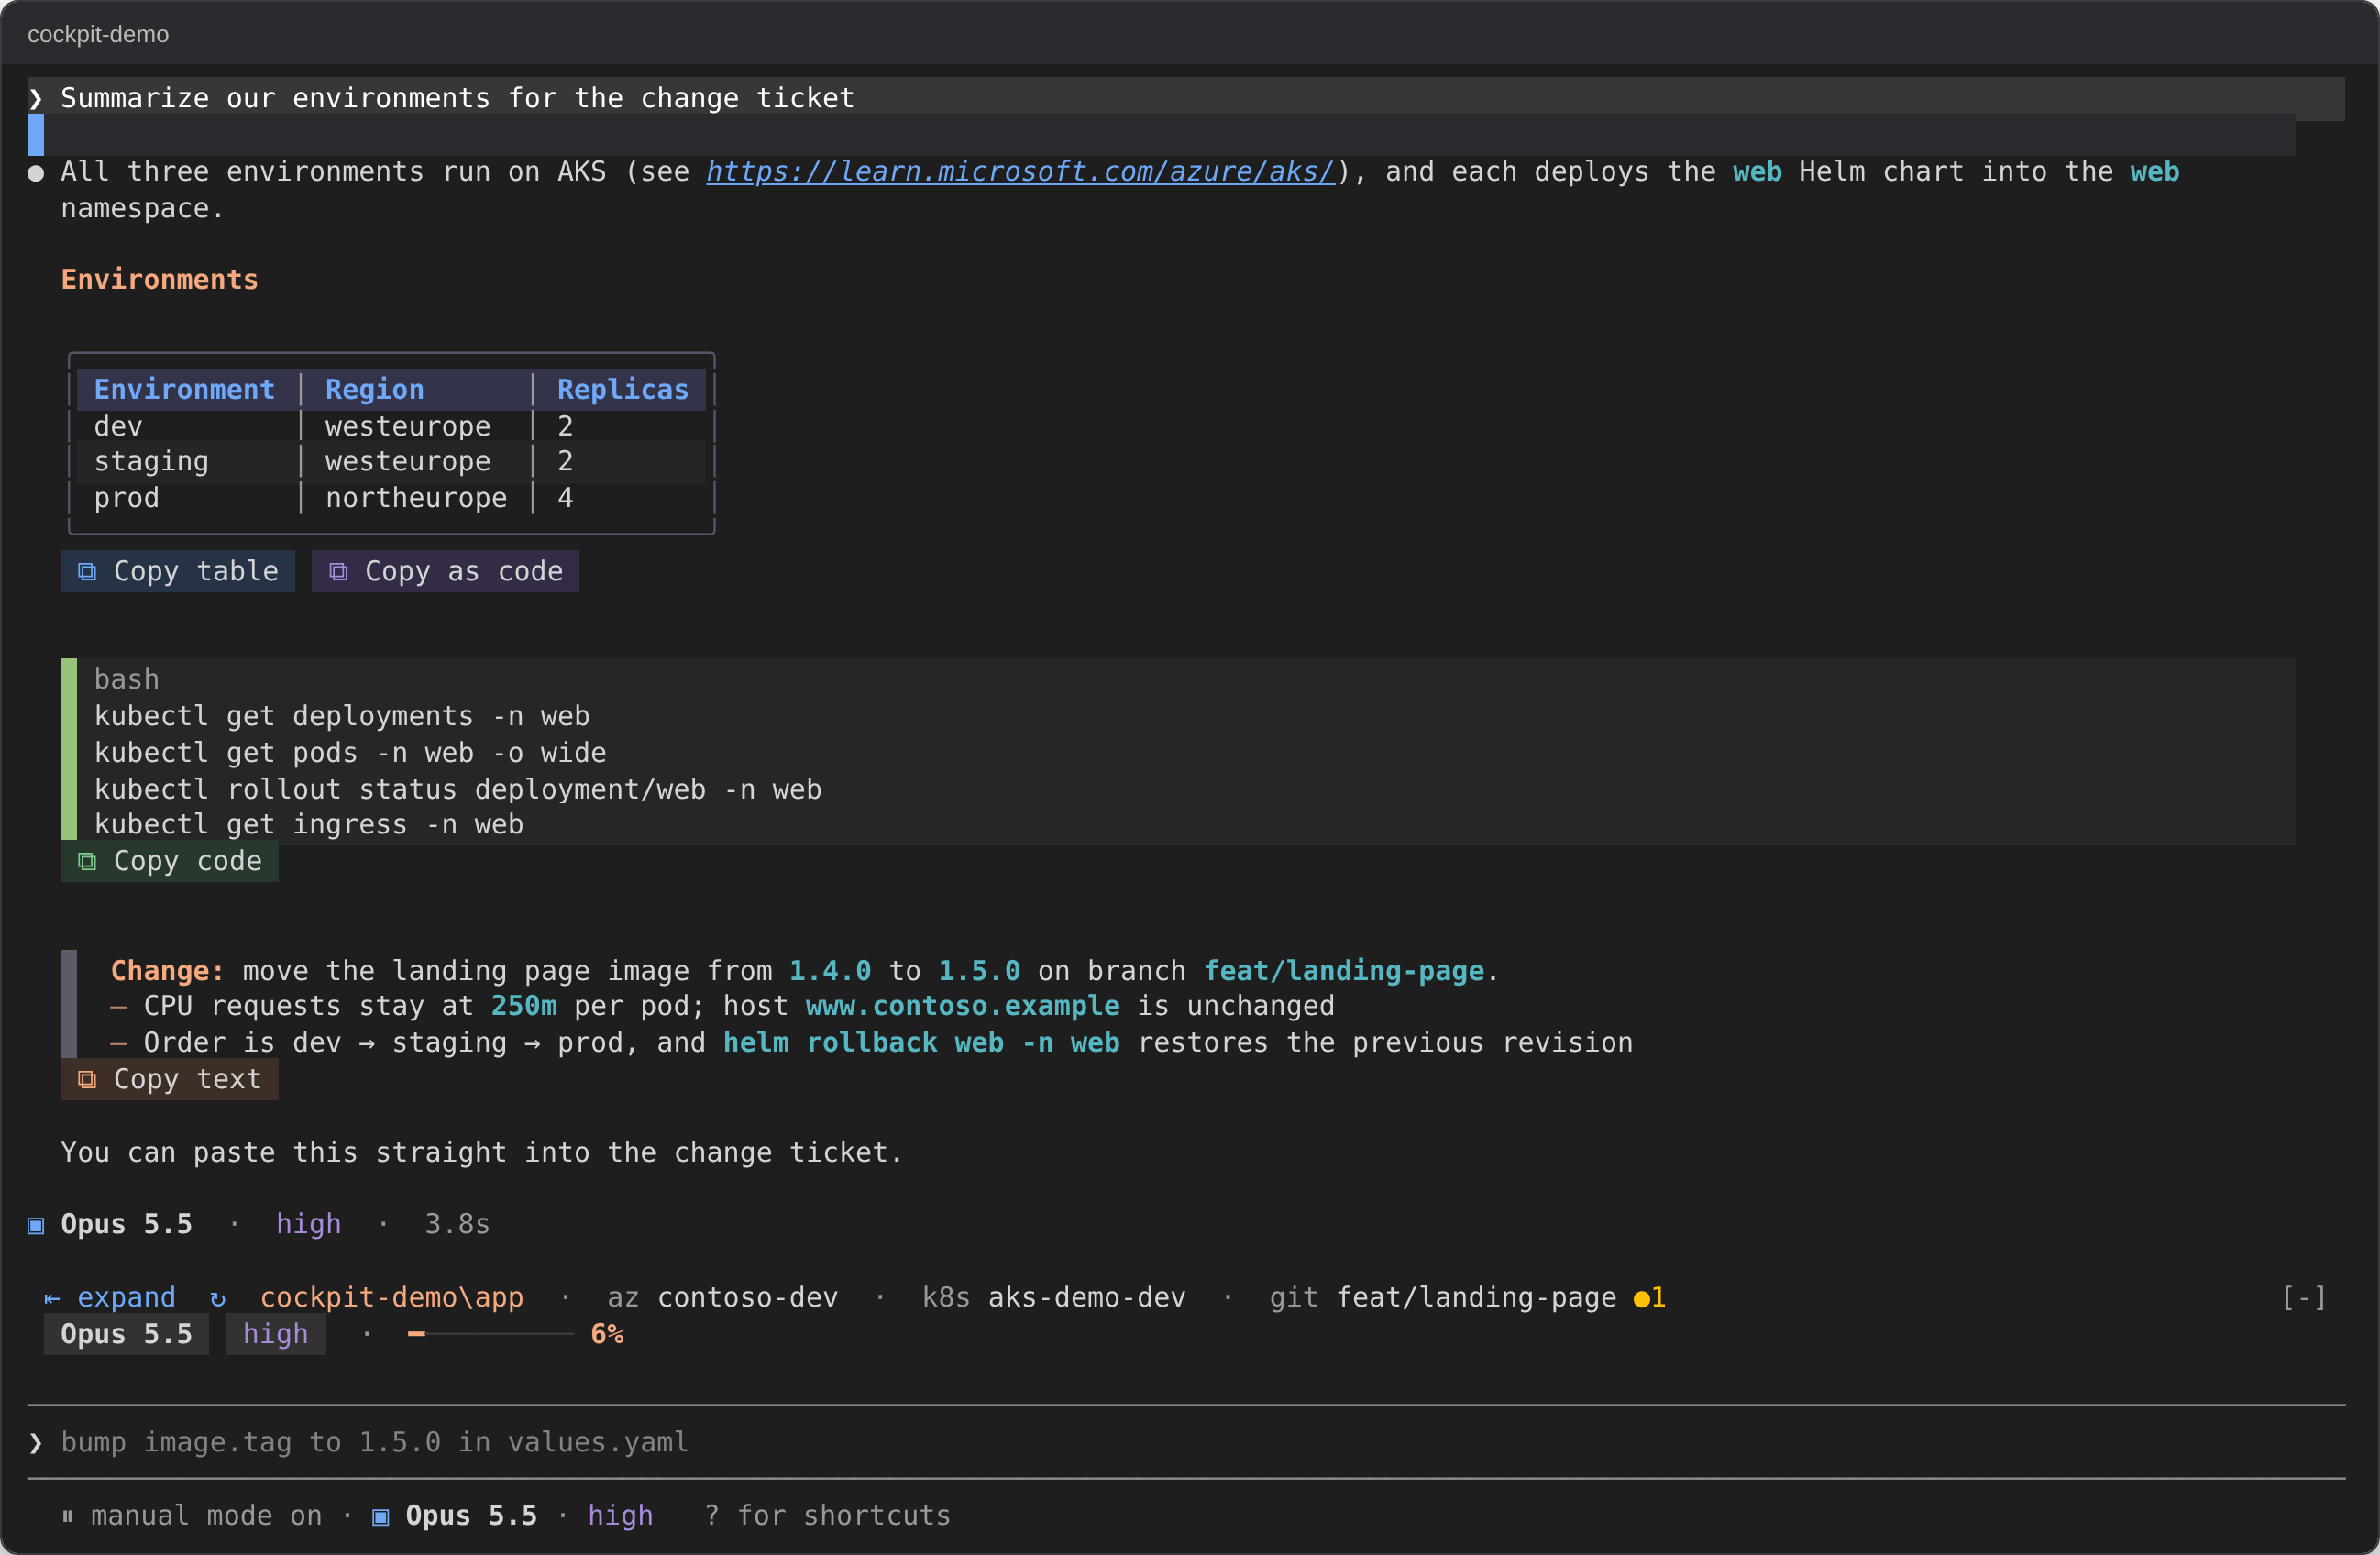 cockpit-demo
❯ Summarize our environments for the change ticket
● All three environments run on AKS (see https://learn.microsoft.com/azure/aks/), and each deploys the web Helm chart into the web
namespace.
Environments
Environment │ Region │ Replicas
dev │ westeurope │ 2
staging │ westeurope │ 2
prod │ northeurope │ 4
⧉ Copy table ⧉ Copy as code
bash
kubectl get deployments -n web
kubectl get pods -n web -o wide
kubectl rollout status deployment/web -n web
kubectl get ingress -n web
⧉ Copy code
Change: move the landing page image from 1.4.0 to 1.5.0 on branch feat/landing-page.
– CPU requests stay at 250m per pod; host www.contoso.example is unchanged
– Order is dev → staging → prod, and helm rollback web -n web restores the previous revision
⧉ Copy text
You can paste this straight into the change ticket.
▣ Opus 5.5 · high · 3.8s
⇤ expand ↻ cockpit-demo\app · az contoso-dev · k8s aks-demo-dev · git feat/landing-page ●1 [-]
Opus 5.5 high · 6%
❯ bump image.tag to 1.5.0 in values.yaml
⏸ manual mode on · ▣ Opus 5.5 · high ? for shortcuts